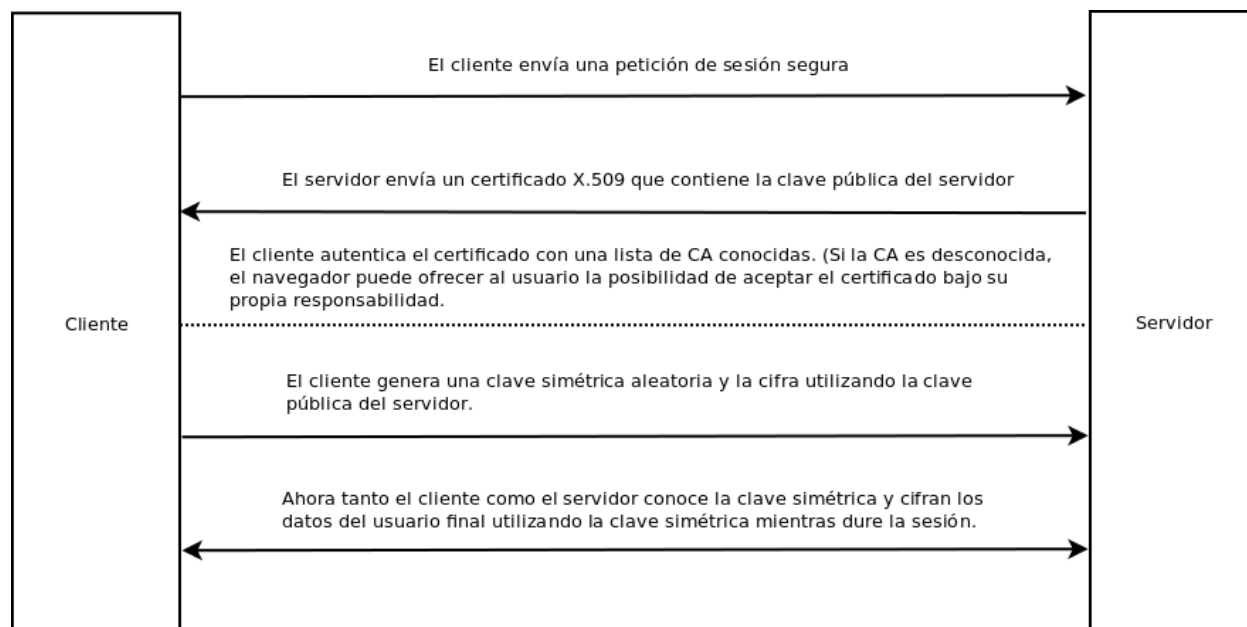 El cliente envía una petición de sesión segura
El servidor envía un certificado X.509 que contiene la clave pública del servidor
El cliente autentica el certificado con una lista de CA conocidas. (Si la CA es desconocida,
el navegador puede ofrecer al usuario la posibilidad de aceptar el certificado bajo su
propia responsabilidad.
Cliente
Servidor
El cliente genera una clave simétrica aleatoria y la cifra utilizando la clave
pública del servidor.
Ahora tanto el cliente como el servidor conoce la clave simétrica y cifran los
datos del usuario final utilizando la clave simétrica mientras dure la sesión.